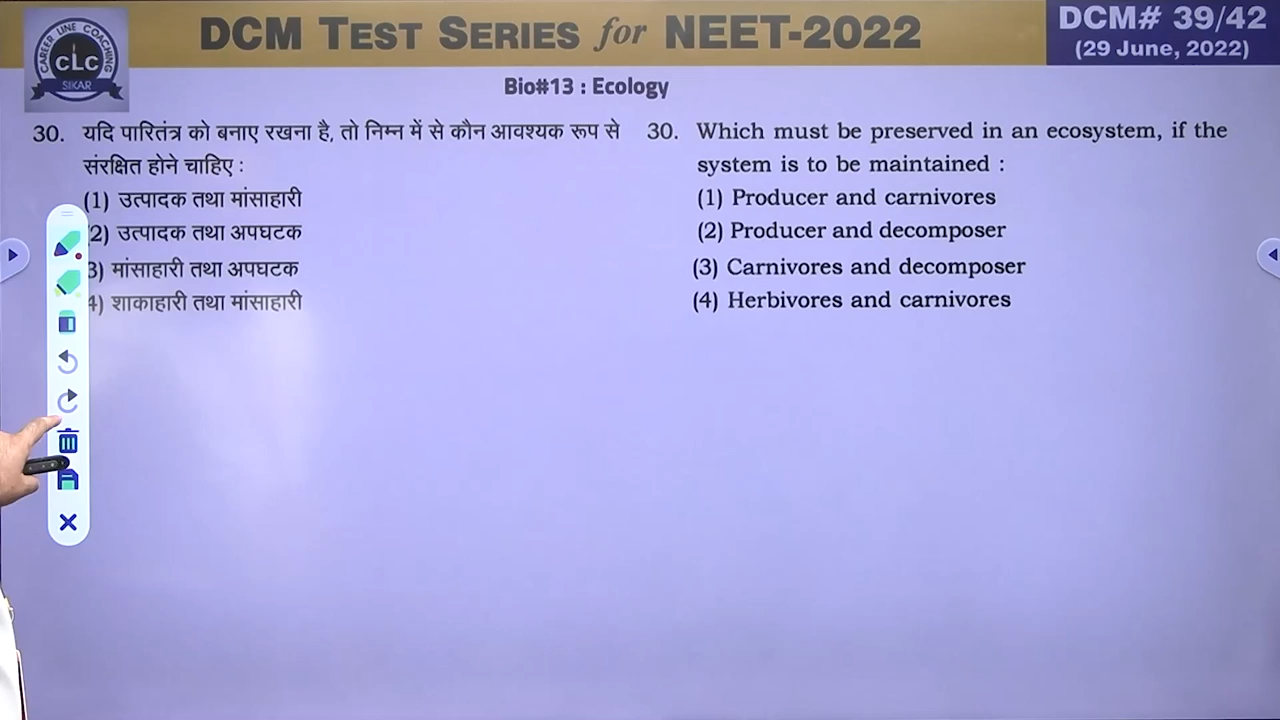 CAREER LINE COACHING
CLC
SIKAR
DCM TEST SERIES for NEET-2022
DCM# 39/42
(29 June, 2022)
Bio#13 : Ecology
30. यदि पारितंत्र को बनाए रखना है, तो निम्न में से कौन आवश्यक रूप से
संरक्षित होने चाहिए :
(1) उत्पादक तथा मांसाहारी
2) उत्पादक तथा अपघटक
3) मांसाहारी तथा अपघटक
4) शाकाहारी तथा मांसाहारी
30. Which must be preserved in an ecosystem, if the
system is to be maintained :
(1) Producer and carnivores
(2) Producer and decomposer
(3) Carnivores and decomposer
(4) Herbivores and carnivores